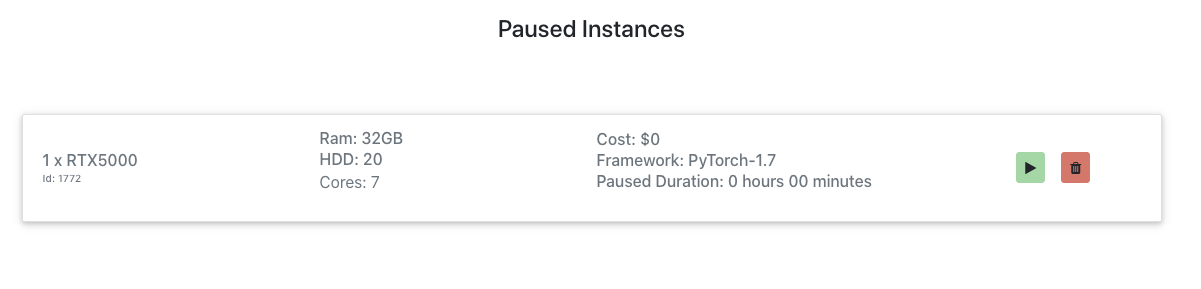 Paused Instances
1 x RTX5000
Id: 1772
Ram: 32GB
HDD: 20
Cores: 7
Cost: $0
Framework: PyTorch-1.7
Paused Duration: 0 hours 00 minutes